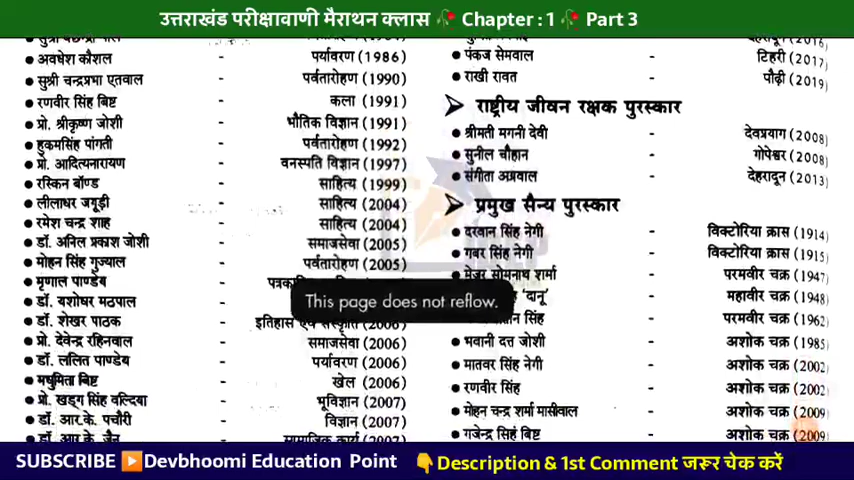 उत्तराखंड परीक्षावाणी मैराथन क्लास 🥀 Chapter : 1 🥀 Part 3
अवधेश कौशल - पर्यावरण (1986)
सुश्री चन्द्रप्रभा एतवाल - पर्वतारोहण (1990)
रणवीर सिंह बिष्ट - कला (1991)
प्रो. श्रीकृष्ण जोशी - भौतिक विज्ञान (1991)
हुकमसिंह पांगती - पर्वतारोहण (1992)
प्रो. आदित्यनारायण - वनस्पति विज्ञान (1997)
रस्किन बॉण्ड - साहित्य (1999)
लीलाधर जगूड़ी - साहित्य (2004)
रमेश चन्द्र शाह - साहित्य (2004)
डॉ. अनिल प्रकाश जोशी - समाजसेवा (2005)
मोहन सिंह गुज्याल - पर्वतारोहण (2005)
मृणाल पाण्डेय -
डॉ. यशोधर मठपाल -
डॉ. शेखर पाठक - इतिहास एवं संस्कृति (2006)
प्रो. देवेन्द्र रहिनवाल - समाजसेवा (2006)
डॉ. ललित पाण्डेय - पर्यावरण (2006)
मधुमिता बिष्ट - खेल (2006)
प्रो. खड्ग सिंह वल्दिया - भूविज्ञान (2007)
डॉ. आर.के. पचौरी - विज्ञान (2007)
डॉ. आर.के. जैन - सामाजिक कार्य (2007)
देहरादून (2016)
पंकज सेमवाल - टिहरी (2017)
राखी रावत - पौढ़ी (2019)
राष्ट्रीय जीवन रक्षक पुरस्कार
श्रीमती मगनी देवी - देवप्रयाग (2008)
सुनील चौहान - गोपेश्वर (2008)
संगीता अग्रवाल - देहरादून (2013)
प्रमुख सैन्य पुरस्कार
दरवान सिंह नेगी - विक्टोरिया क्रास (1914)
गबर सिंह नेगी - विक्टोरिया क्रास (1915)
मेजर सोमनाथ शर्मा - परमवीर चक्र (1947)
'दानू' - महावीर चक्र (1948)
सिंह - परमवीर चक्र (1962)
भवानी दत्त जोशी - अशोक चक्र (1985)
मातवर सिंह नेगी - अशोक चक्र (2002)
रणवीर सिंह - अशोक चक्र (2002)
मोहन चन्द्र शर्मा मासीवाल - अशोक चक्र (2009)
गजेन्द्र सिहं बिष्ट - अशोक चक्र (2009)
This page does not reflow.
SUBSCRIBE ▶️Devbhoomi Education Point 👇Description & 1st Comment जरूर चेक करें